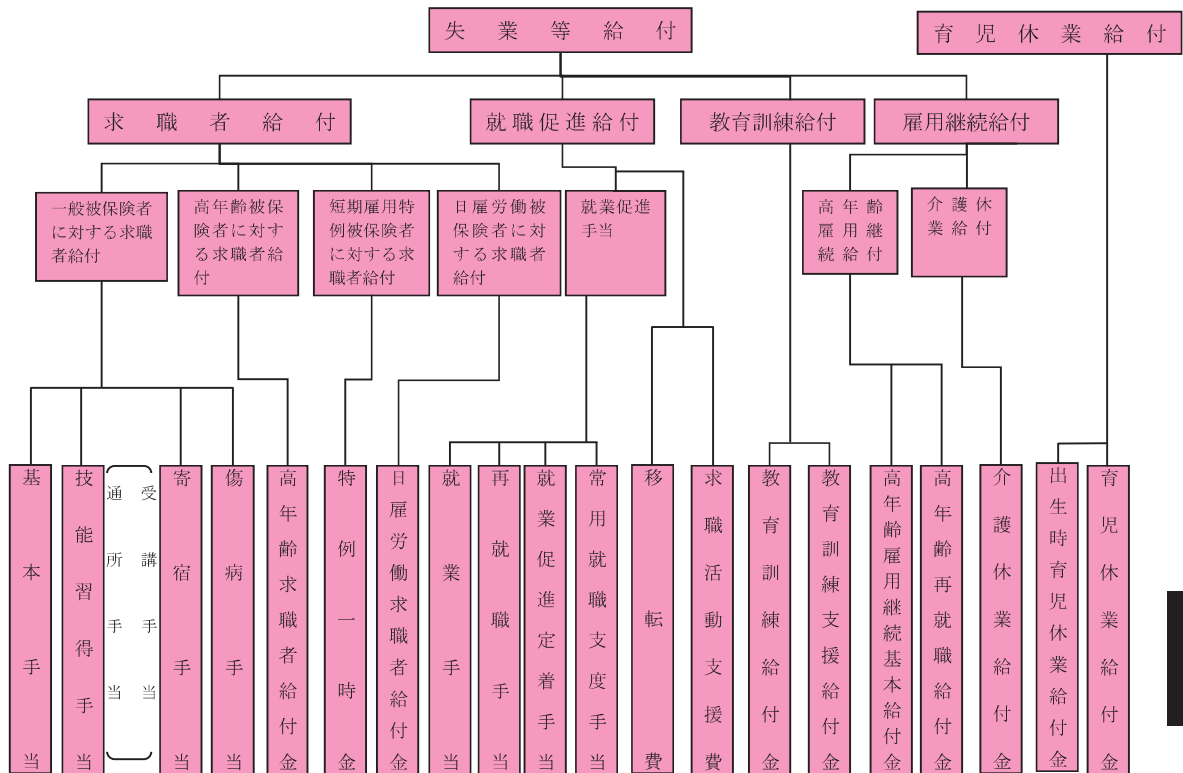 失業等給付
育児休業給付
求職者給付
就職促進給付
教育訓練給付
雇用継続給付
一般被保険者
に対する求職
者給付
高年齢被保
険者に対す
る求職者給
付
短期雇用特
例被保険者
に対する求
職者給付
日雇労働被
保険者に対
する求職者
給付
就業促進
手当
高年齢
雇用継
続給付
介護休
業給付
基本手当
技能習得手当
受講手当
通所手当
寄宿手当
傷病手当
高年齢求職者給付金
特例一時金
日雇労働求職者給付金
就業手当
再就職手当
就業促進定着手当
常用就職支度手当
移転費
求職活動支援費
教育訓練給付金
教育訓練支援給付金
高年齢雇用継続基本給付金
高年齢再就職給付金
介護休業給付金
出生時育児休業給付金
育児休業給付金